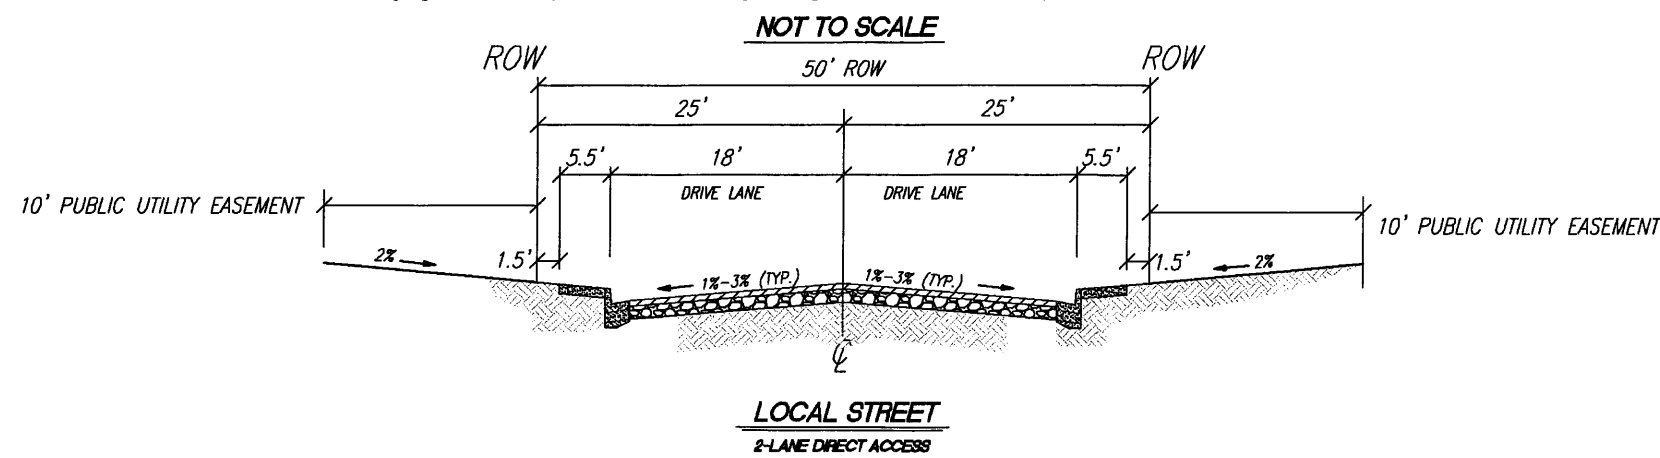 NOT TO SCALE
ROW
ROW
50' ROW
25'
25'
5.5'
18'
18'
5.5'
DRIVE LANE
DRIVE LANE
10' PUBLIC UTILITY EASEMENT
10' PUBLIC UTILITY EASEMENT
2%
1.5'
1.5'
2%
1%-3% (TYP.)
1%-3% (TYP.)
CL
LOCAL STREET
2-LANE DIRECT ACCESS